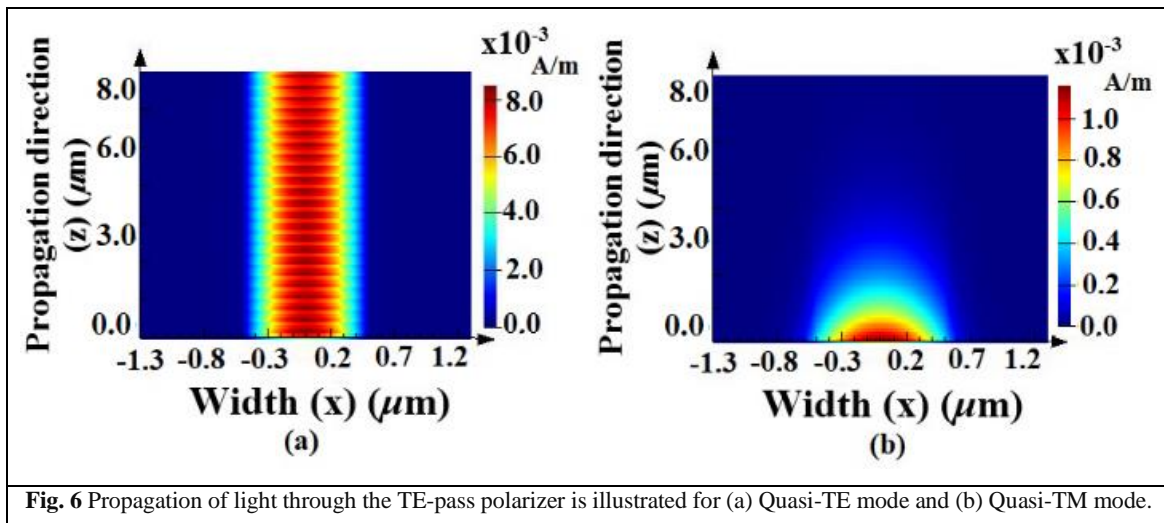 Propagation direction
(z) (μm)
8.0
6.0
3.0
0.0
-1.3 -0.8 -0.3 0.2 0.7 1.2
Width (x) (μm)
(a)
x10-3
A/m
8.0
6.0
4.0
2.0
0.0
Propagation direction
(z) (μm)
8.0
6.0
3.0
0.0
-1.3 -0.8 -0.3 0.2 0.7 1.2
Width (x) (μm)
(b)
x10-3
A/m
1.0
0.8
0.6
0.4
0.2
0.0
Fig. 6 Propagation of light through the TE-pass polarizer is illustrated for (a) Quasi-TE mode and (b) Quasi-TM mode.